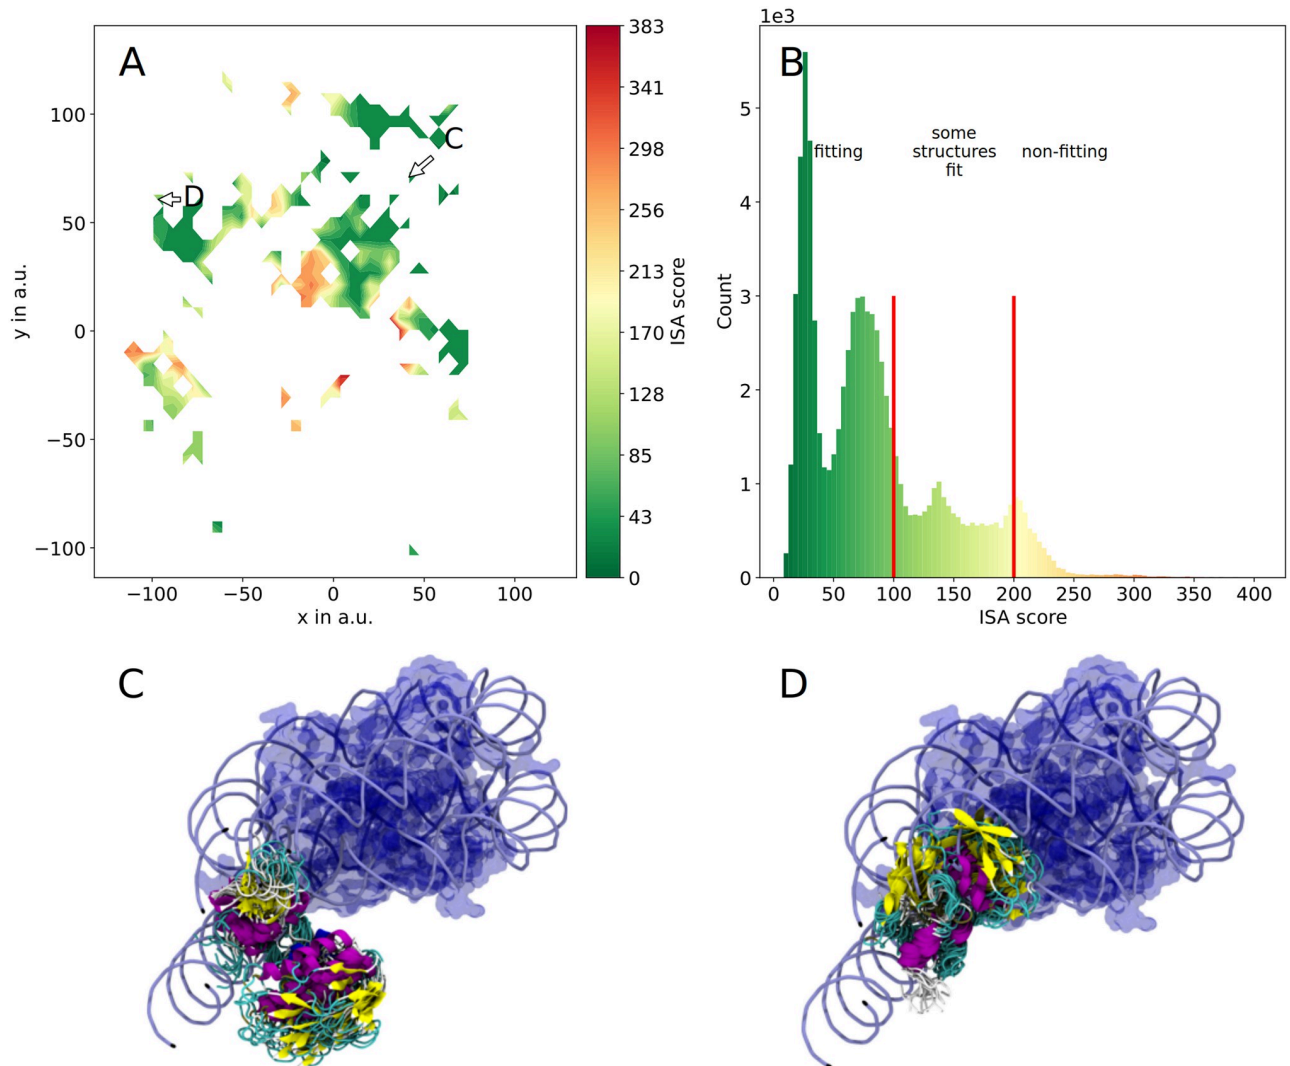 A
C
D
100
50
0
−50
−100
y in a.u.
−100
−50
0
50
100
x in a.u.
383
341
298
256
213
170
128
85
43
0
ISA score
1e3
B
fitting
some
structures
fit
non-fitting
5
4
3
2
1
0
Count
0
50
100
150
200
250
300
350
400
ISA score
C
D